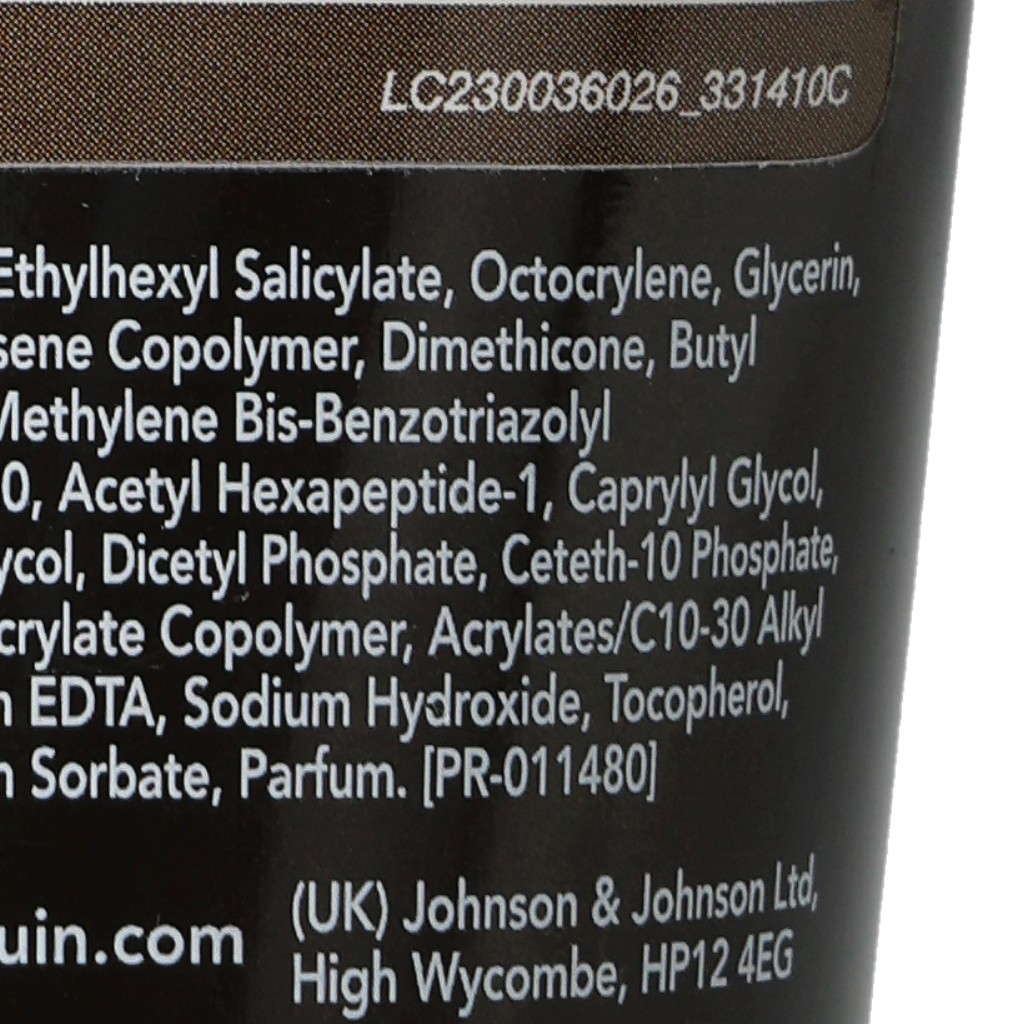 LC230036026_331410C
Ethylhexyl Salicylate, Octocrylene, Glycerin,
sene Copolymer, Dimethicone, Butyl
Methylene Bis-Benzotriazolyl
0, Acetyl Hexapeptide-1, Caprylyl Glycol,
ycol, Dicetyl Phosphate, Ceteth-10 Phosphate,
crylate Copolymer, Acrylates/C10-30 Alkyl
n EDTA, Sodium Hydroxide, Tocopherol,
n Sorbate, Parfum. [PR-011480]
(UK) Johnson & Johnson Ltd,
uin.com
High Wycombe, HP12 4EG